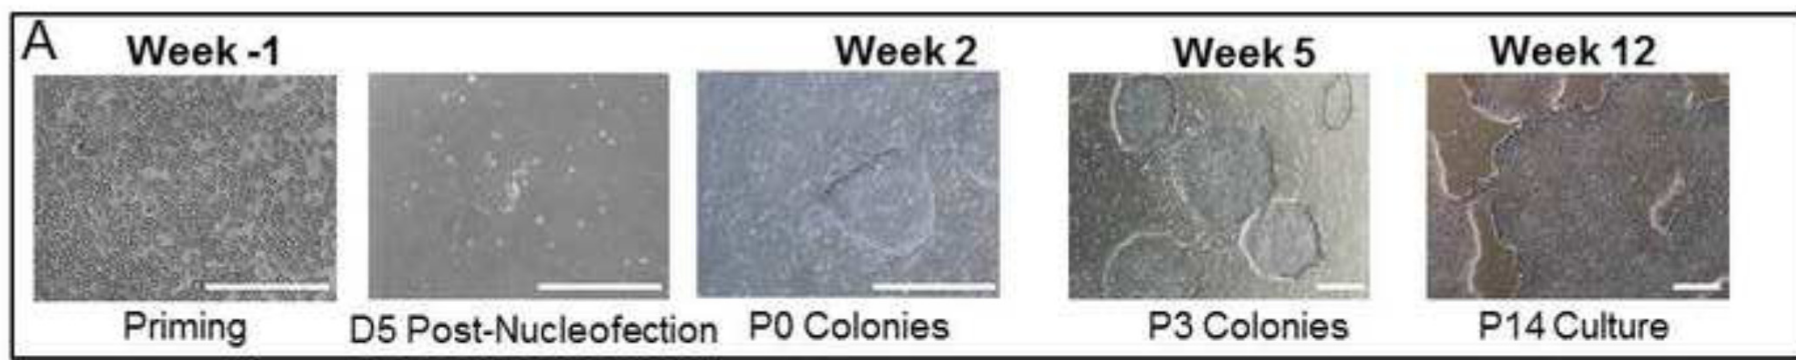 A
Week -1
Week 2
Week 5
Week 12
Priming
D5 Post-Nucleofection
P0 Colonies
P3 Colonies
P14 Culture